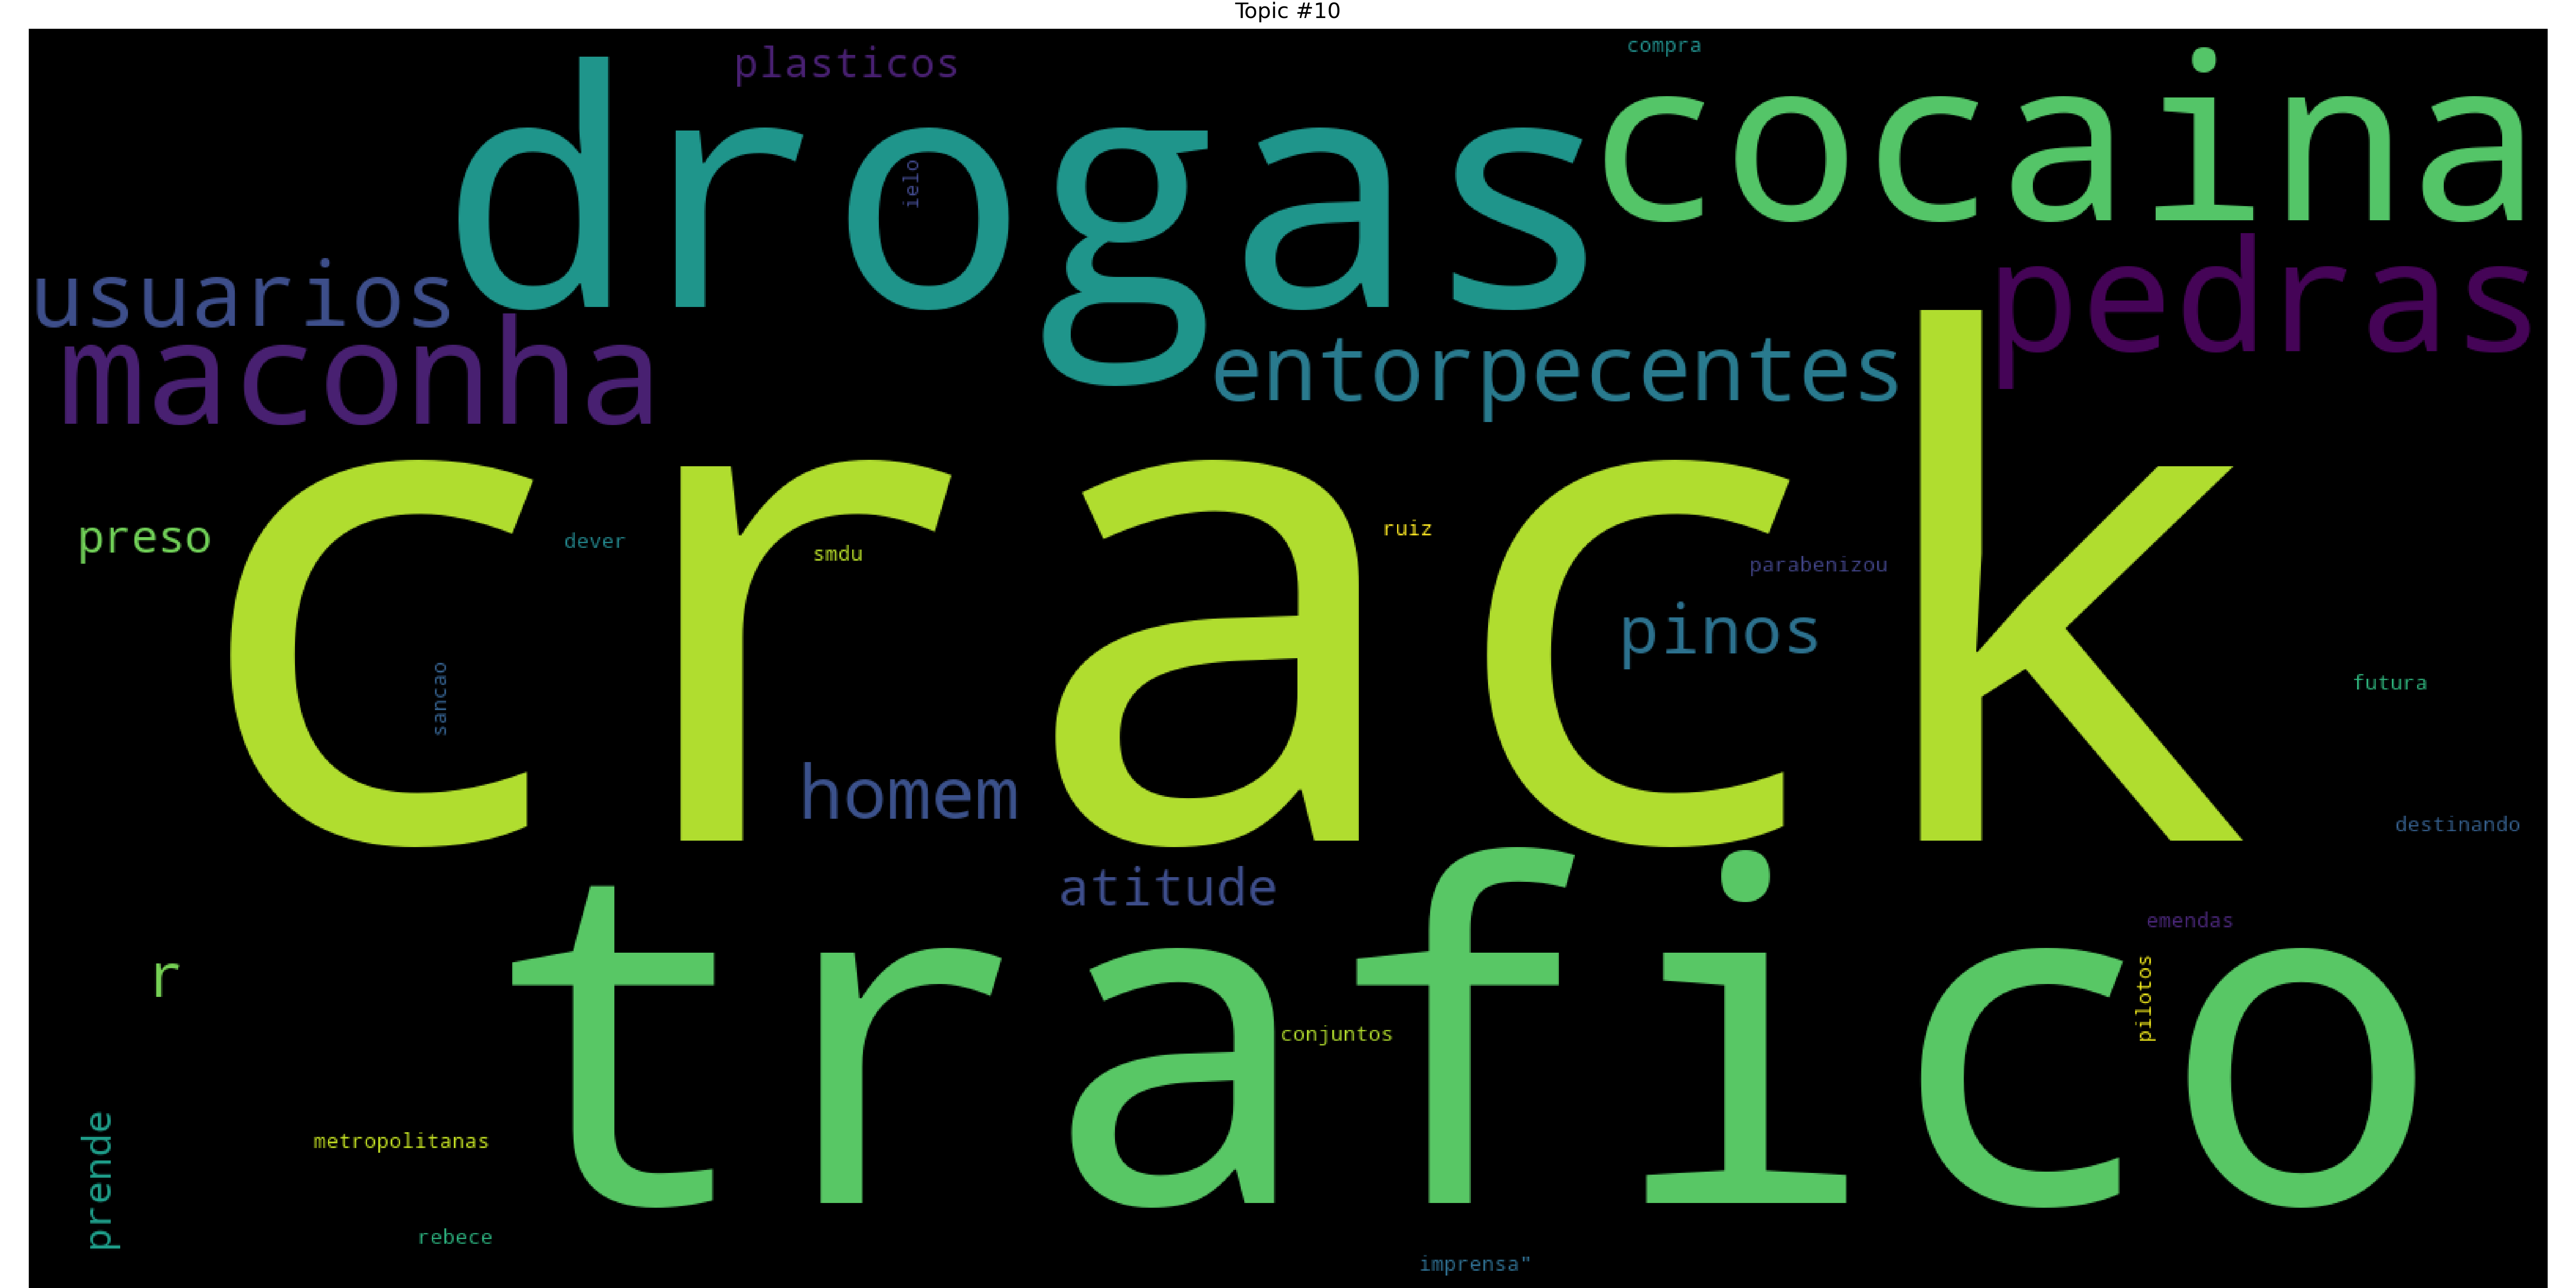 Topic #10
compra
plasticos
cocaina
drogas
ielo
usuarios
pedras
maconha
entorpecentes
crack
preso
dever
smdu
ruiz
parabenizou
pinos
sancao
futura
homem
destinando
atitude
trafico
emendas
r
pilotos
conjuntos
metropolitanas
prende
rebece
imprensa"